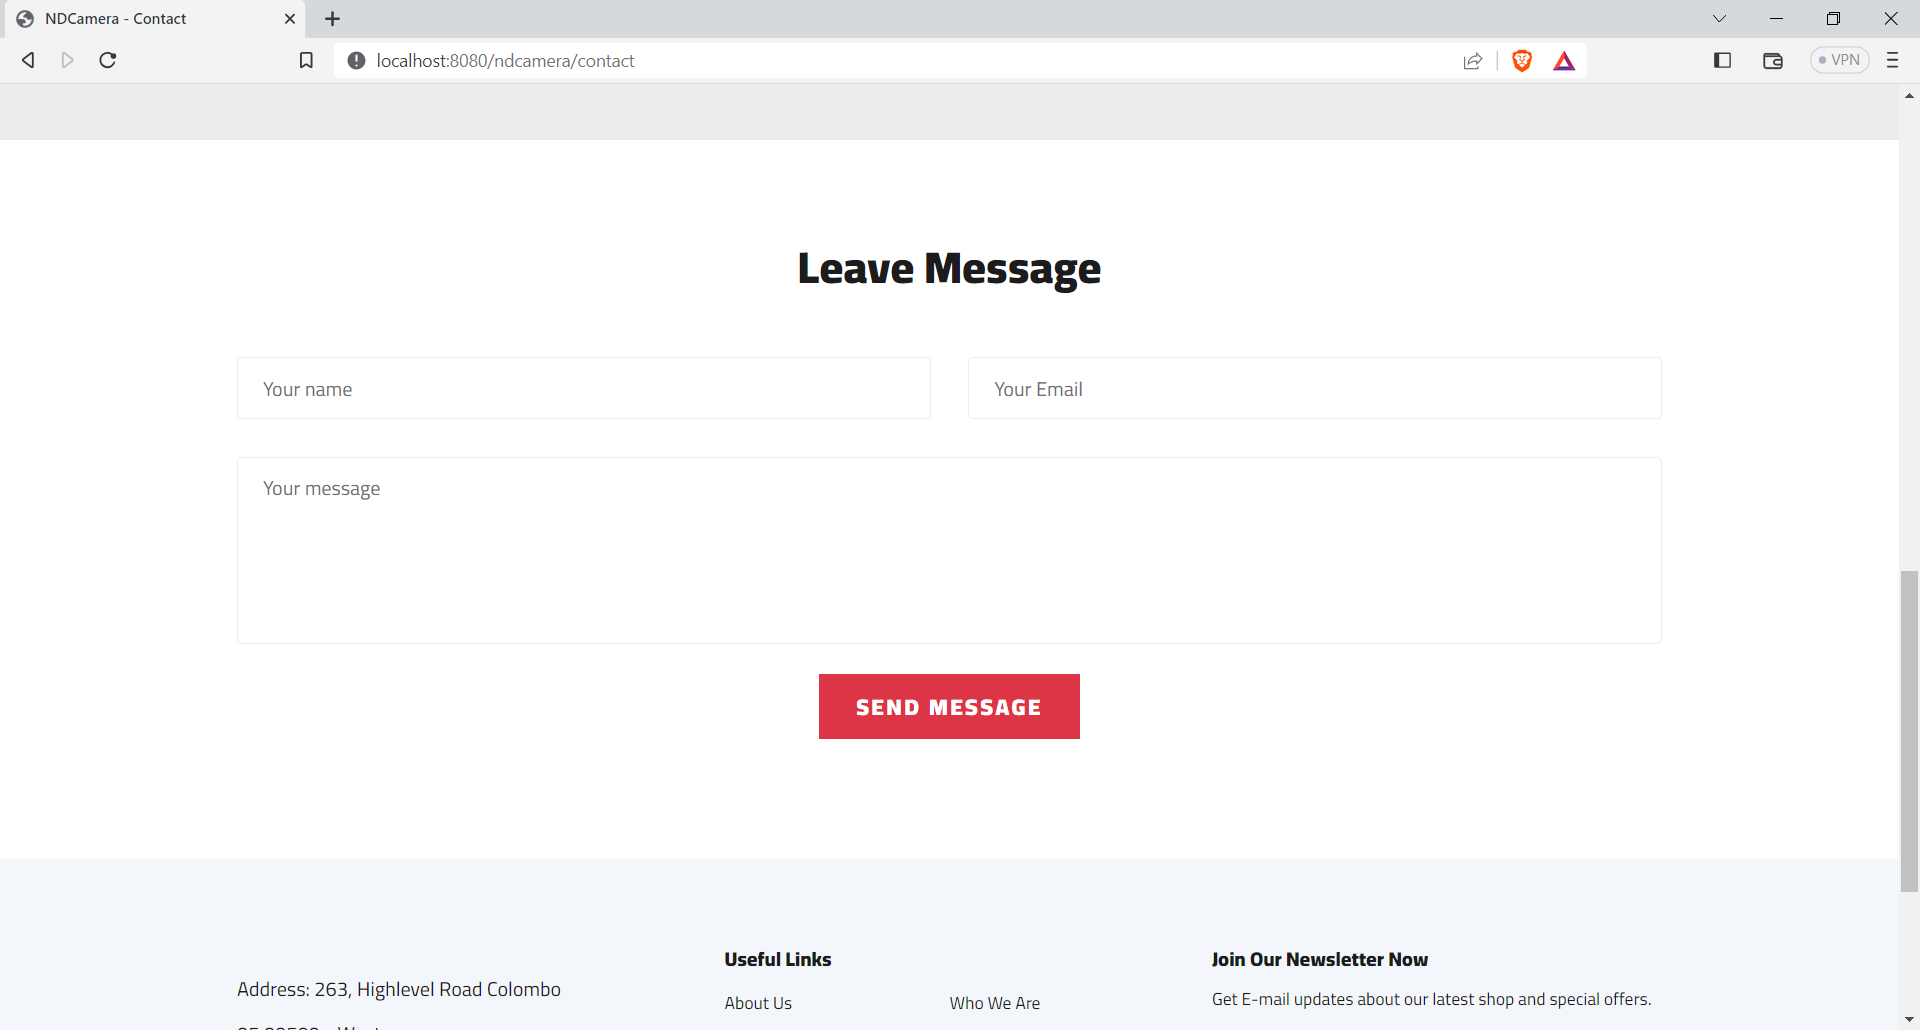 NDCamera - Contact
localhost:8080/ndcamera/contact
VPN
Leave Message
Your name
Your Email
Your message
SEND MESSAGE
Address: 263, Highlevel Road Colombo
Useful Links
About Us
Who We Are
Join Our Newsletter Now
Get E-mail updates about our latest shop and special offers.